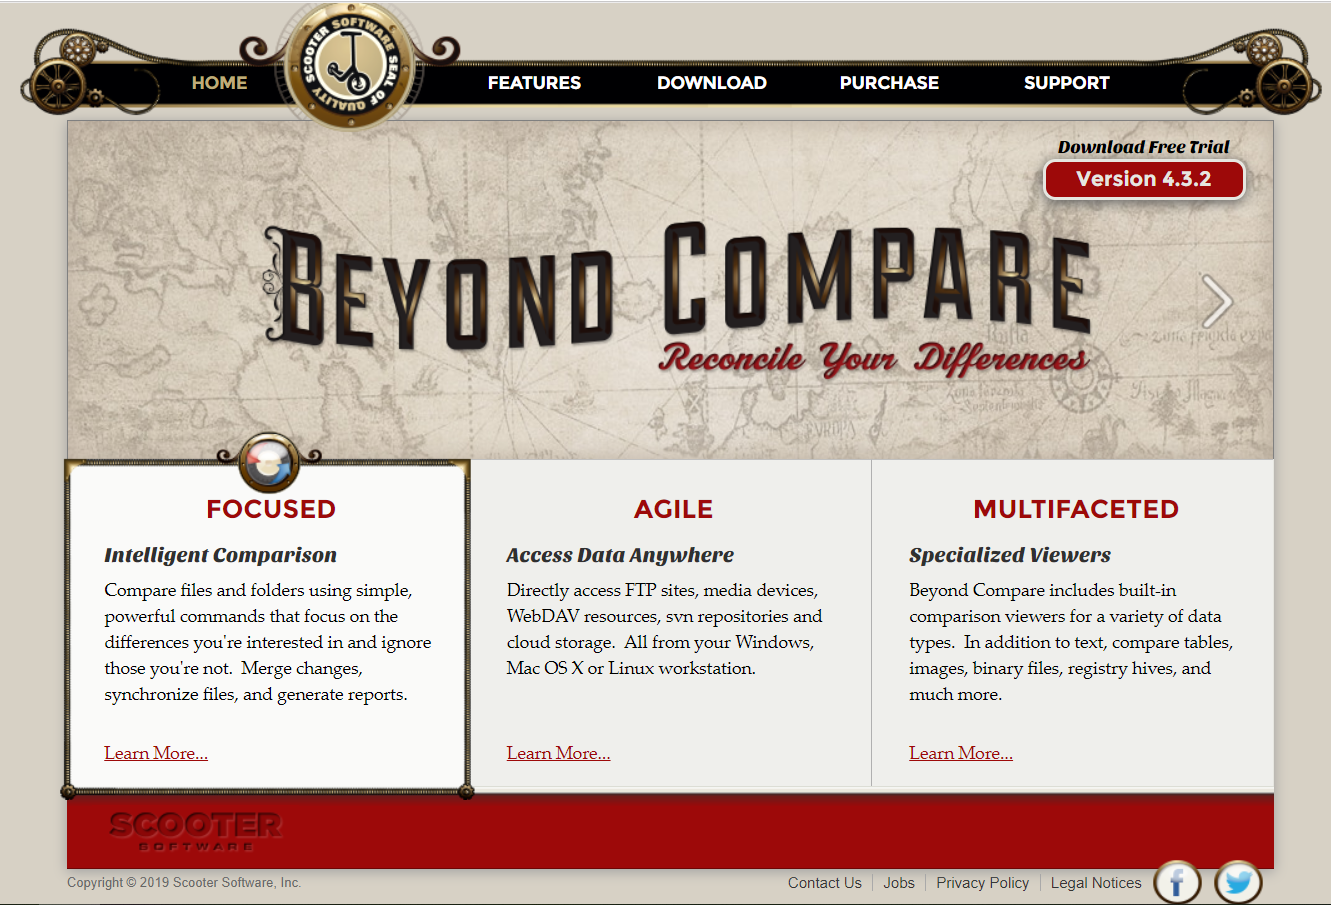 HOME
SCOOTER SOFTWARE SEAL OF QUALITY
FEATURES
DOWNLOAD
PURCHASE
SUPPORT
Download Free Trial
Version 4.3.2
BEYOND COMPARE
Reconcile Your Differences
EUROPA
FOCUSED
Intelligent Comparison
Compare files and folders using simple,
powerful commands that focus on the
differences you're interested in and ignore
those you're not. Merge changes,
synchronize files, and generate reports.
Learn More...
AGILE
Access Data Anywhere
Directly access FTP sites, media devices,
WebDAV resources, svn repositories and
cloud storage. All from your Windows,
Mac OS X or Linux workstation.
Learn More...
MULTIFACETED
Specialized Viewers
Beyond Compare includes built-in
comparison viewers for a variety of data
types. In addition to text, compare tables,
images, binary files, registry hives, and
much more.
Learn More...
SCOOTER
SOFTWARE
Copyright © 2019 Scooter Software, Inc.
Contact Us
Jobs
Privacy Policy
Legal Notices
f